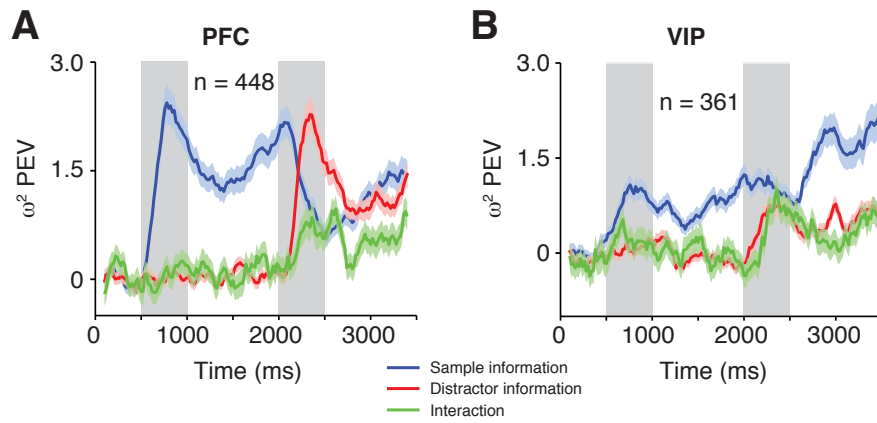 A
PFC
3.0
1.5
0
ω² PEV
n = 448
0
1000
2000
3000
Time (ms)
B
VIP
3.0
1.5
0
ω² PEV
n = 361
0
1000
2000
3000
Time (ms)
Sample information
Distractor information
Interaction